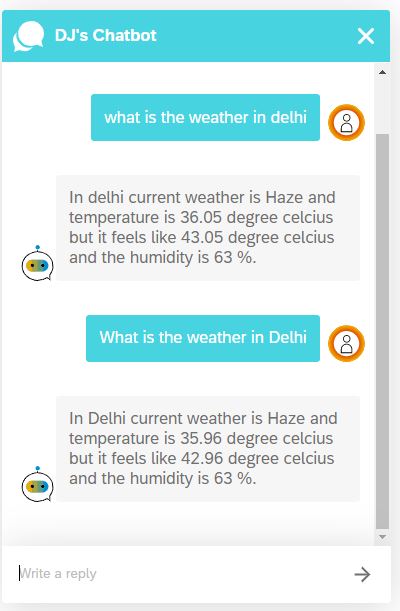 DJ's Chatbot
what is the weather in delhi
In delhi current weather is Haze and
temperature is 36.05 degree celcius
but it feels like 43.05 degree celcius
and the humidity is 63 %.
What is the weather in Delhi
In Delhi current weather is Haze and
temperature is 35.96 degree celcius
but it feels like 42.96 degree celcius
and the humidity is 63 %.
Write a reply